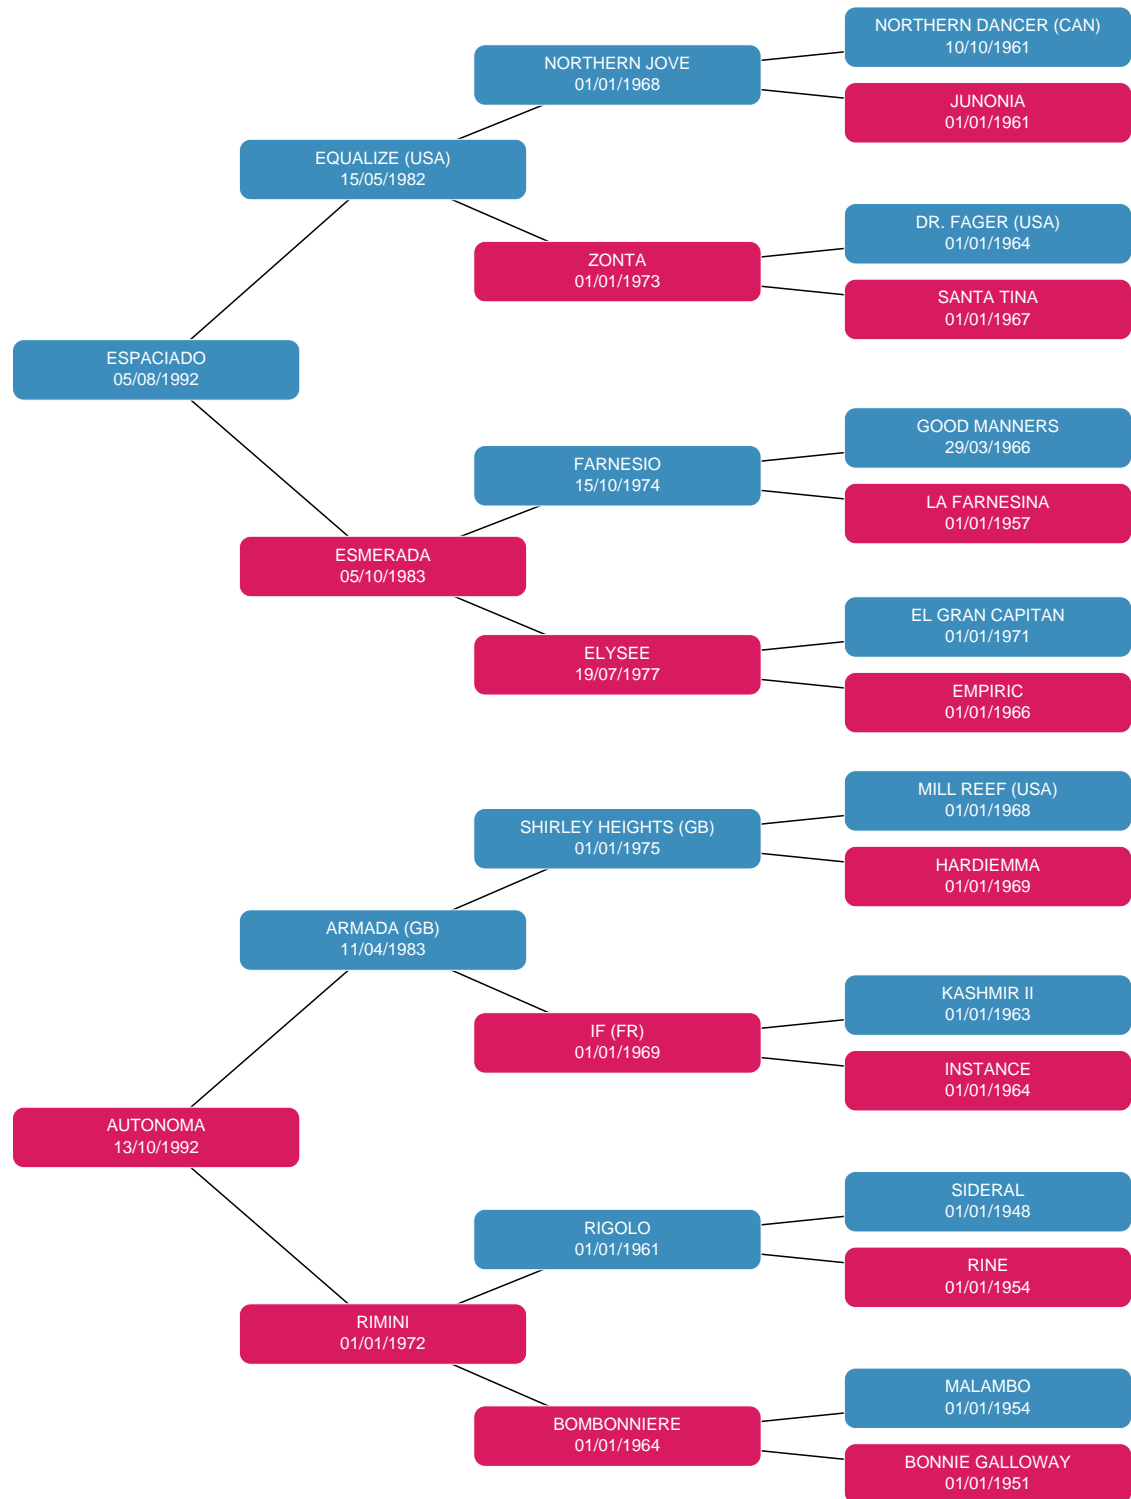 NORTHERN DANCER (CAN)
10/10/1961
NORTHERN JOVE
01/01/1968
JUNONIA
01/01/1961
EQUALIZE (USA)
15/05/1982
DR. FAGER (USA)
01/01/1964
ZONTA
01/01/1973
SANTA TINA
01/01/1967
ESPACIADO
05/08/1992
GOOD MANNERS
29/03/1966
FARNESIO
15/10/1974
LA FARNESINA
01/01/1957
ESMERADA
05/10/1983
EL GRAN CAPITAN
01/01/1971
ELYSEE
19/07/1977
EMPIRIC
01/01/1966
MILL REEF (USA)
01/01/1968
SHIRLEY HEIGHTS (GB)
01/01/1975
HARDIEMMA
01/01/1969
ARMADA (GB)
11/04/1983
KASHMIR II
01/01/1963
IF (FR)
01/01/1969
INSTANCE
01/01/1964
AUTONOMA
13/10/1992
SIDERAL
01/01/1948
RIGOLO
01/01/1961
RINE
01/01/1954
RIMINI
01/01/1972
MALAMBO
01/01/1954
BOMBONNIERE
01/01/1964
BONNIE GALLOWAY
01/01/1951